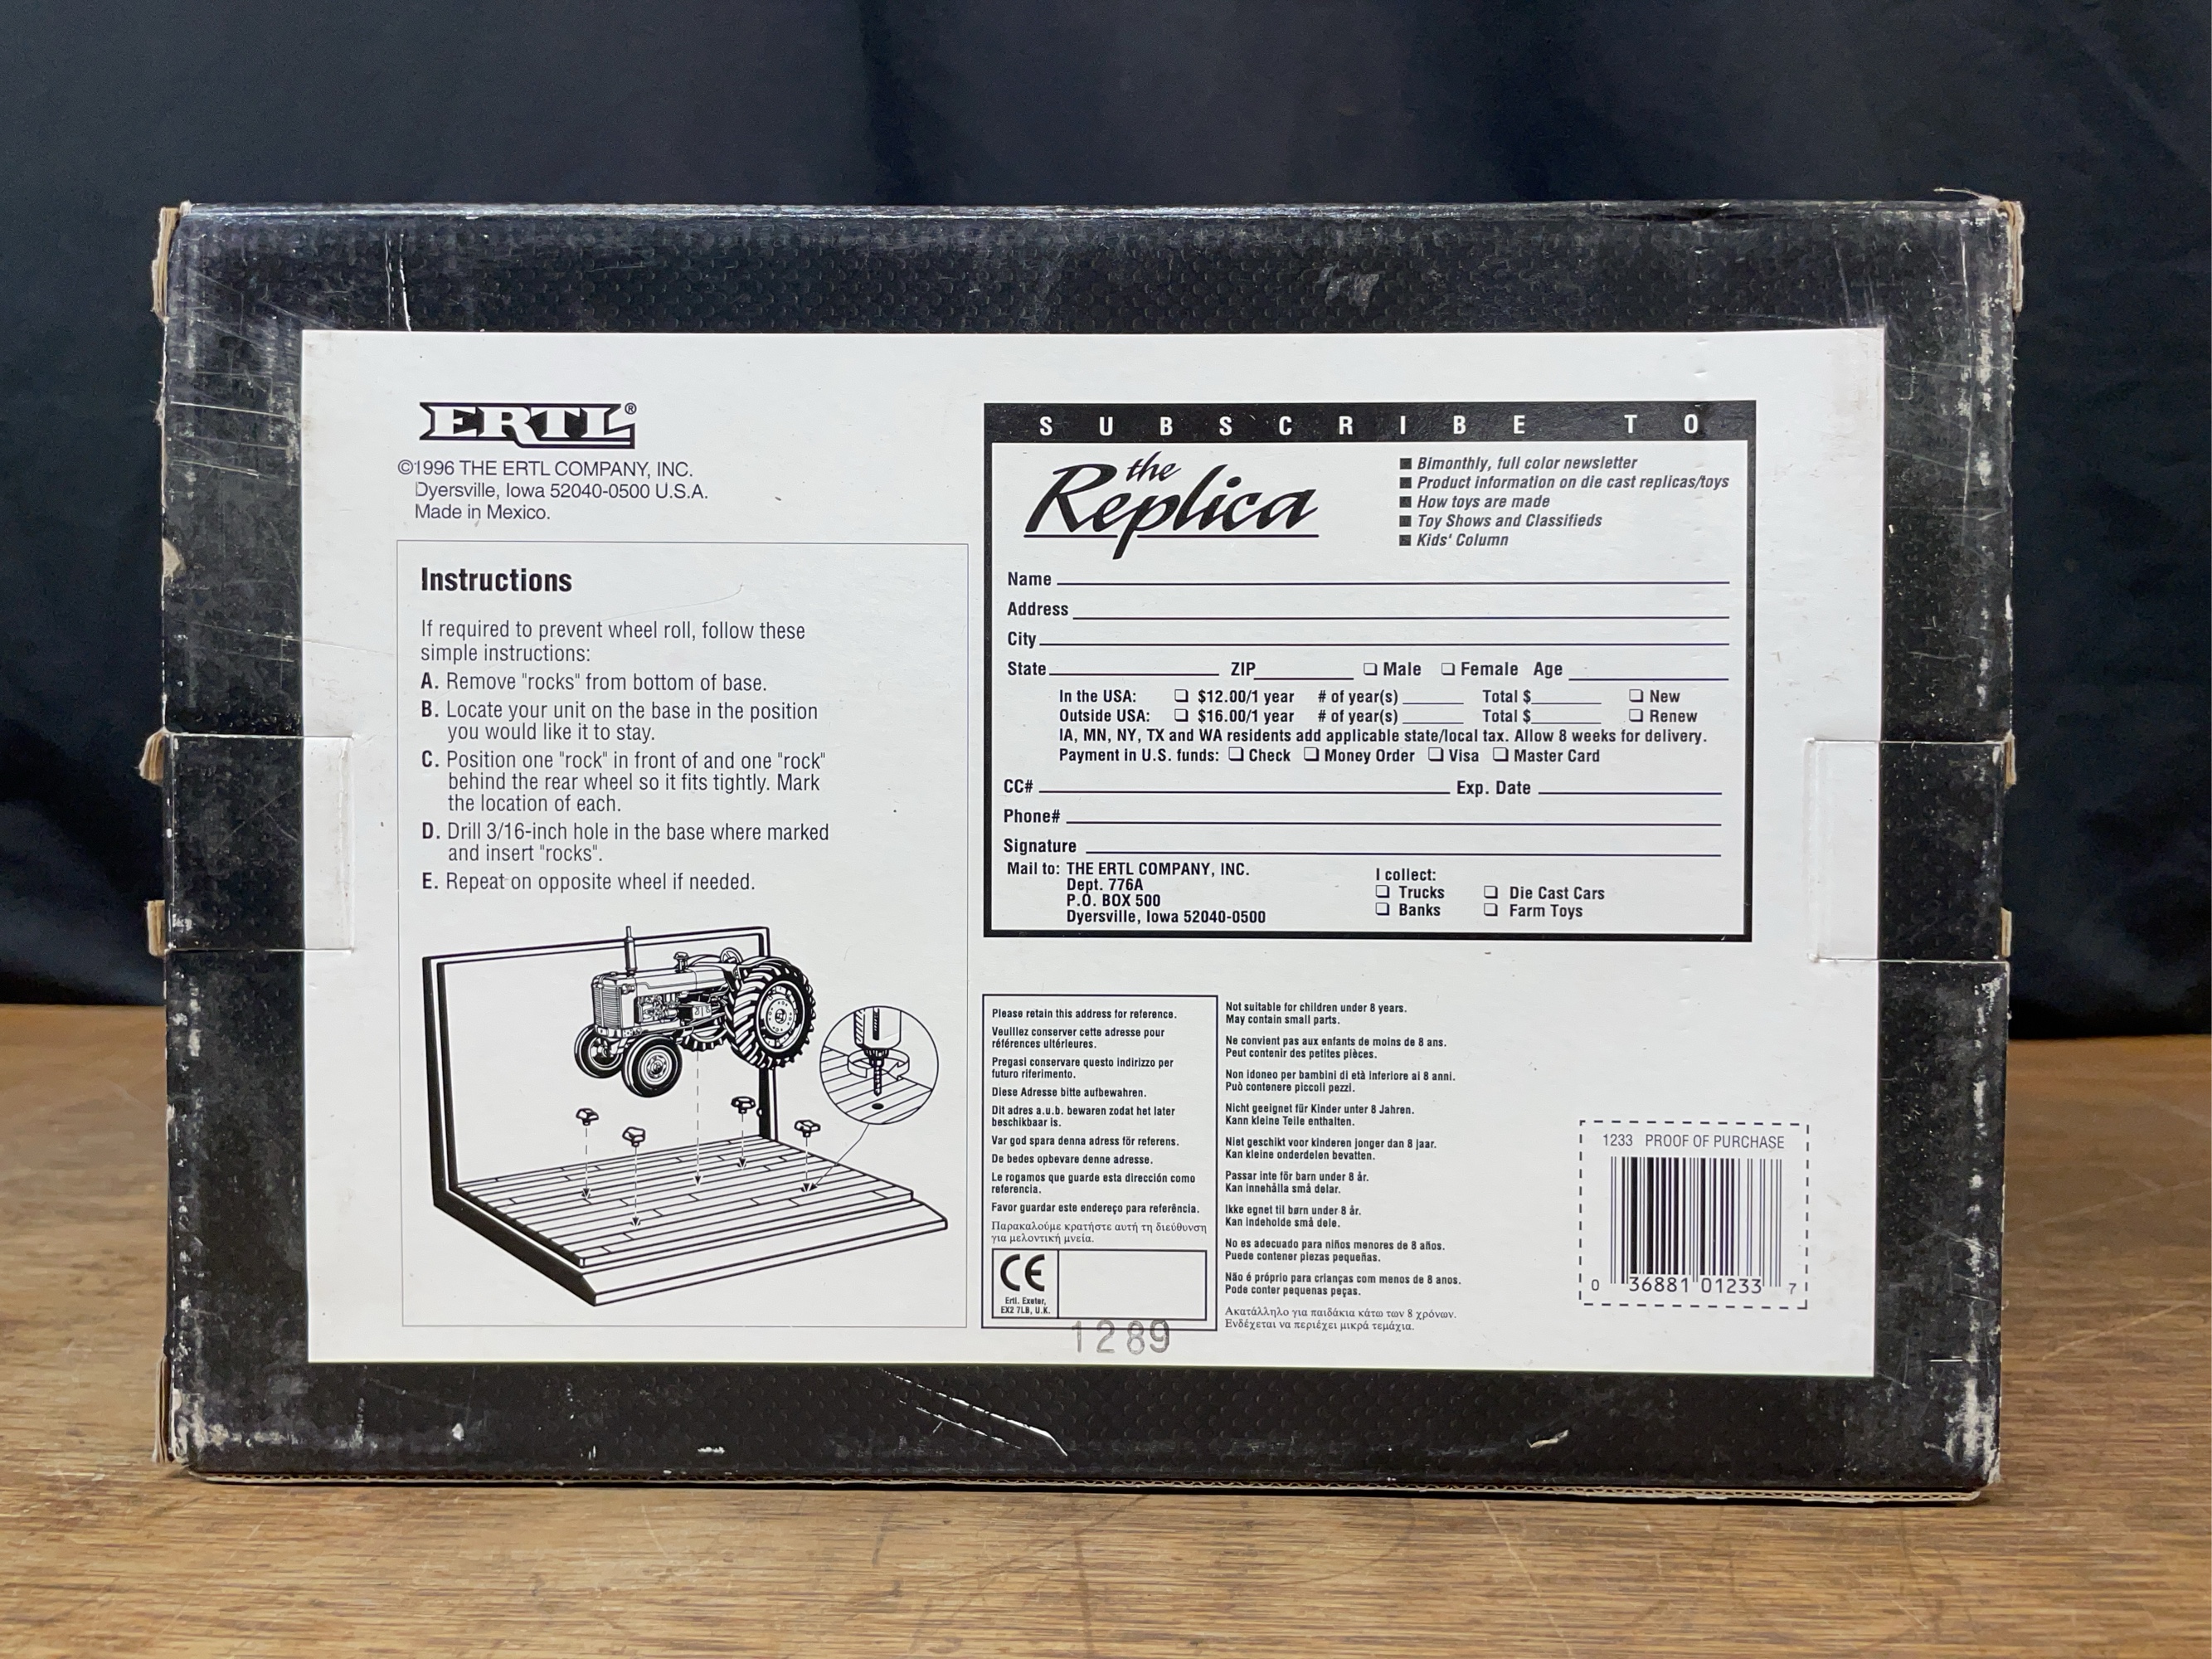 ERTL®
©1996 THE ERTL COMPANY, INC.
Dyersville, Iowa 52040-0500 U.S.A.
Made in Mexico.
Instructions
If required to prevent wheel roll, follow these
simple instructions:
A. Remove "rocks" from bottom of base.
B. Locate your unit on the base in the position
you would like it to stay.
C. Position one "rock" in front of and one "rock"
behind the rear wheel so it fits tightly. Mark
the location of each.
D. Drill 3/16-inch hole in the base where marked
and insert "rocks".
E. Repeat on opposite wheel if needed.
SUBSCRIBE TO
the
Replica
■ Bimonthly, full color newsletter
■ Product information on die cast replicas/toys
■ How toys are made
■ Toy Shows and Classifieds
■ Kids' Column
Name
Address
City
State ZIP ❏ Male ❏ Female Age
In the USA: ❏ $12.00/1 year # of year(s) Total $ ❏ New
Outside USA: ❏ $16.00/1 year # of year(s) Total $ ❏ Renew
IA, MN, NY, TX and WA residents add applicable state/local tax. Allow 8 weeks for delivery.
Payment in U.S. funds: ❏ Check ❏ Money Order ❏ Visa ❏ Master Card
CC# Exp. Date
Phone#
Signature
Mail to: THE ERTL COMPANY, INC.
Dept. 776A
P.O. BOX 500
Dyersville, Iowa 52040-0500
I collect:
❏ Trucks ❏ Die Cast Cars
❏ Banks ❏ Farm Toys
Please retain this address for reference.
Veuillez conserver cette adresse pour
références ultérieures.
Pregasi conservare questo indirizzo per
futuro riferimento.
Diese Adresse bitte aufbewahren.
Dit adres a.u.b. bewaren zodat het later
beschikbaar is.
Var god spara denna adress för referens.
De bedes opbevare denne adresse.
Le rogamos que guarde esta dirección como
referencia.
Favor guardar este endereço para referência.
Παρακαλούμε κρατήστε αυτή τη διεύθυνση
για μελοντική μνεία.
CE
Ertl. Exeter,
EX2 7LB, U.K.
1289
Not suitable for children under 8 years.
May contain small parts.
Ne convient pas aux enfants de moins de 8 ans.
Peut contenir des petites pièces.
Non idoneo per bambini di età inferiore ai 8 anni.
Può contenere piccoli pezzi.
Nicht geeignet für Kinder unter 8 Jahren.
Kann kleine Teile enthalten.
Niet geschikt voor kinderen jonger dan 8 jaar.
Kan kleine onderdelen bevatten.
Passar inte för barn under 8 år.
Kan innehålla små delar.
Ikke egnet til børn under 8 år.
Kan indeholde små dele.
No es adecuado para niños menores de 8 años.
Puede contener piezas pequeñas.
Não é próprio para crianças com menos de 8 anos.
Pode conter pequenas peças.
Ακατάλληλο για παιδάκια κάτω των 8 χρόνων.
Ενδέχεται να περιέχει μικρά τεμάχια.
1233 PROOF OF PURCHASE
0 36881 01233 7